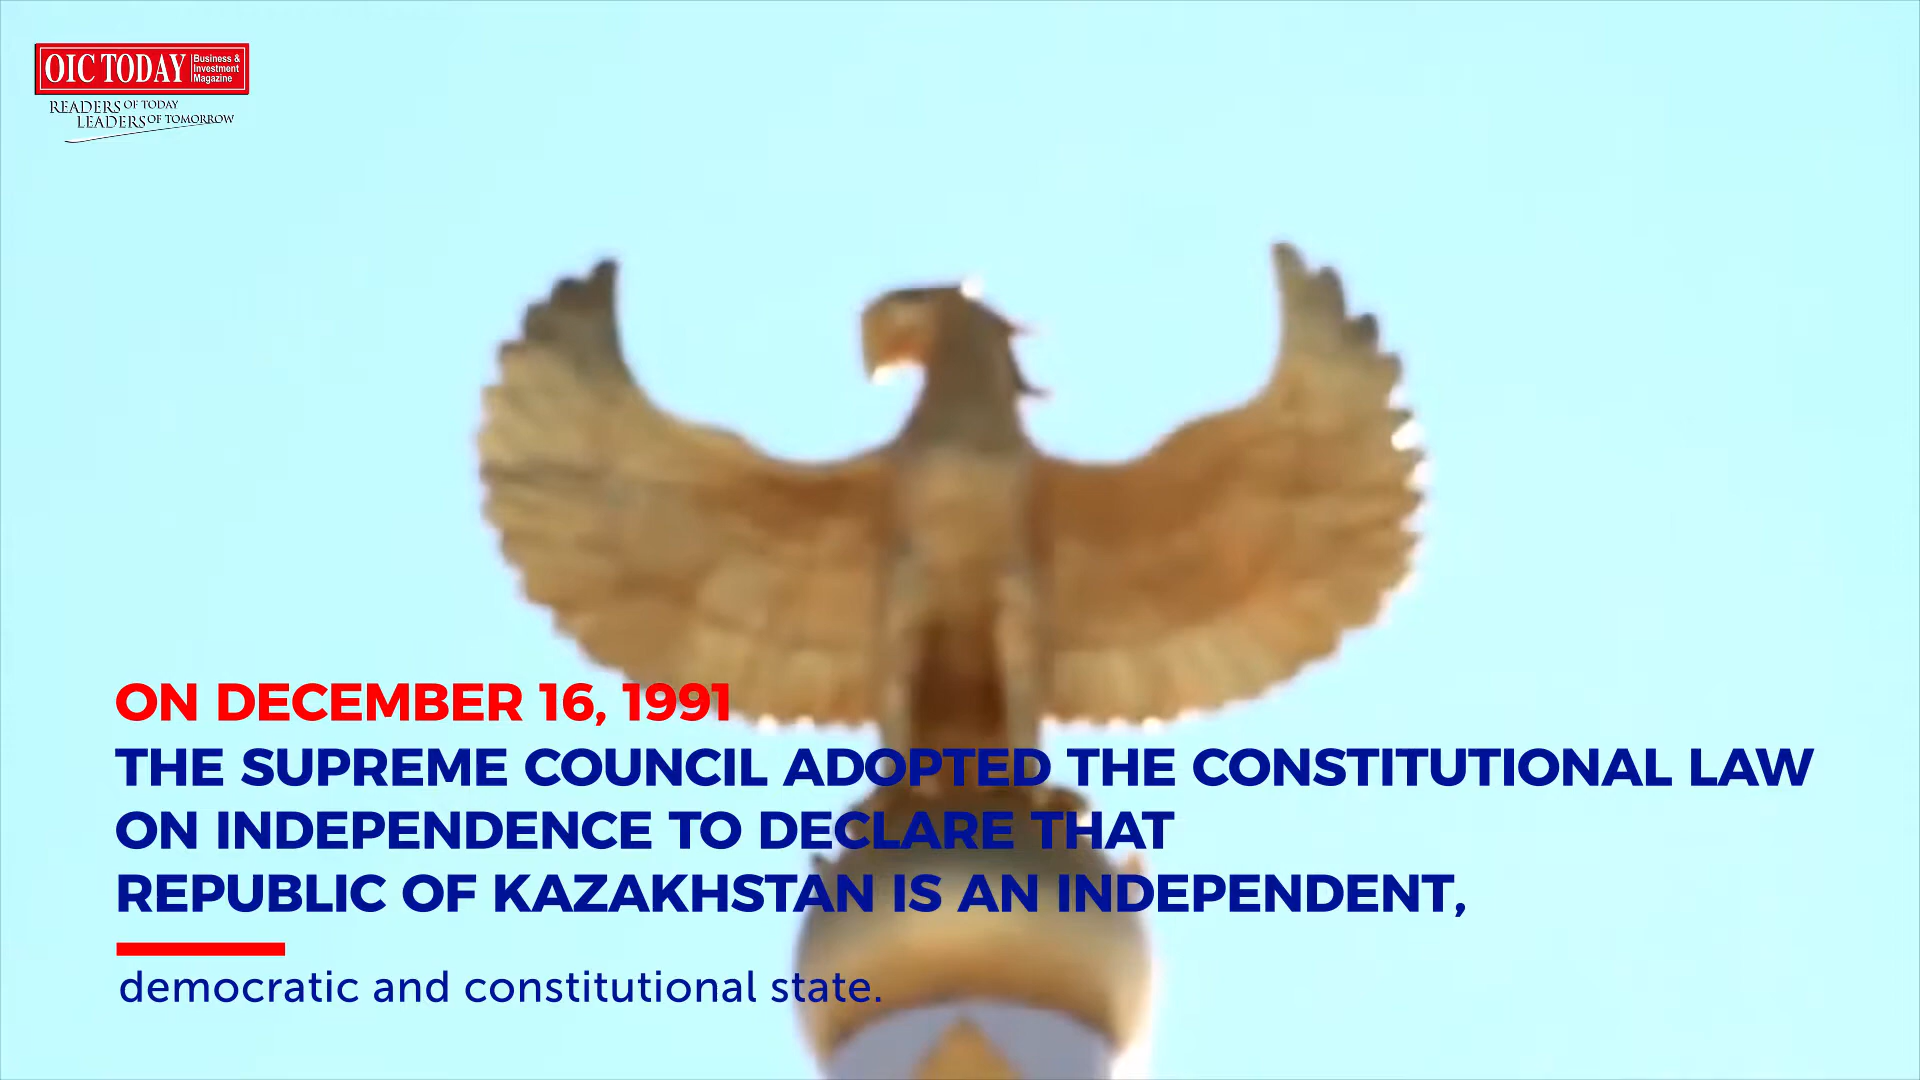 OIC TODAY
Business &
Investment
Magazine
READERS OF TODAY
LEADERS OF TOMORROW
ON DECEMBER 16, 1991
THE SUPREME COUNCIL ADOPTED THE CONSTITUTIONAL LAW
ON INDEPENDENCE TO DECLARE THAT
REPUBLIC OF KAZAKHSTAN IS AN INDEPENDENT,
democratic and constitutional state.